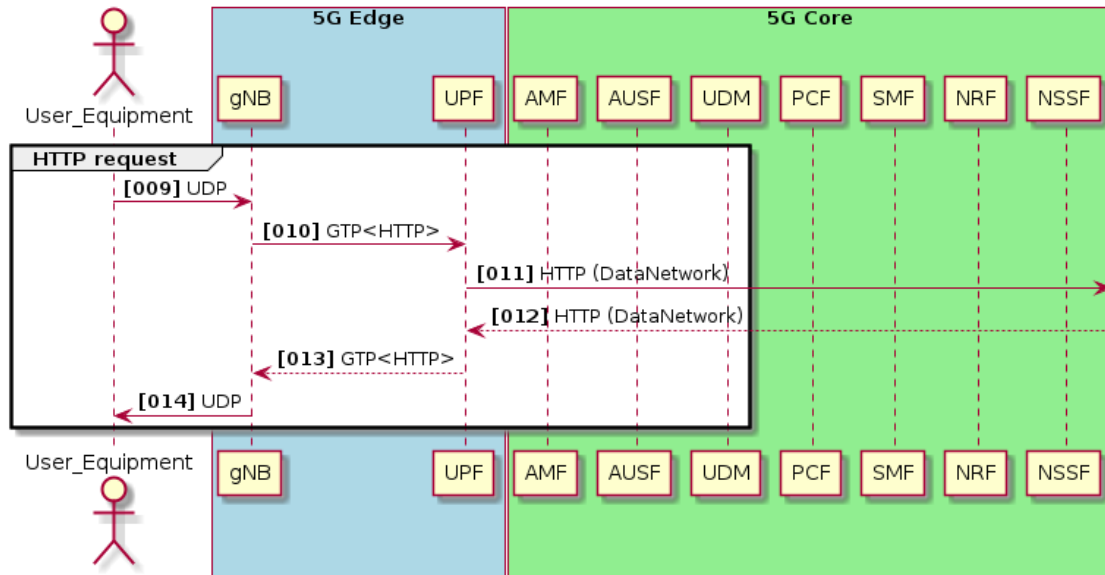 5G Edge
5G Core
User_Equipment
gNB
UPF
AMF
AUSF
UDM
PCF
SMF
NRF
NSSF
HTTP request
[009] UDP
[010] GTP<HTTP>
[011] HTTP (DataNetwork)
[012] HTTP (DataNetwork)
[013] GTP<HTTP>
[014] UDP
User_Equipment
gNB
UPF
AMF
AUSF
UDM
PCF
SMF
NRF
NSSF